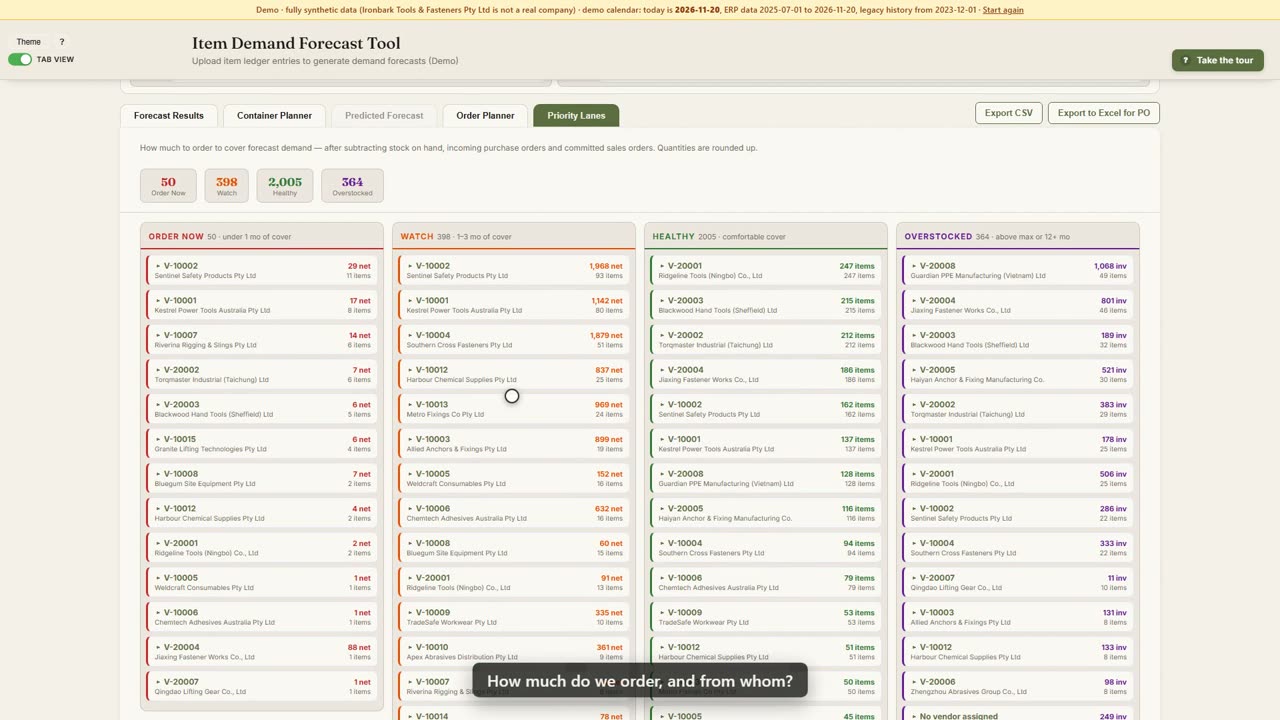 Demo · fully synthetic data (Ironbark Tools & Fasteners Pty Ltd is not a real company) · demo calendar: today is 2026-11-20, ERP data 2025-07-01 to 2026-11-20, legacy history from 2023-12-01 · Start again
Theme ?
TAB VIEW
Item Demand Forecast Tool
Upload item ledger entries to generate demand forecasts (Demo)
? Take the tour
Forecast Results
Container Planner
Predicted Forecast
Order Planner
Priority Lanes
Export CSV
Export to Excel for PO
How much to order to cover forecast demand — after subtracting stock on hand, incoming purchase orders and committed sales orders. Quantities are rounded up.
50
Order Now
398
Watch
2,005
Healthy
364
Overstocked
ORDER NOW 50 · under 1 mo of cover
V-10002 29 net
Sentinel Safety Products Pty Ltd 11 items
V-10001 17 net
Kestrel Power Tools Australia Pty Ltd 8 items
V-10007 14 net
Riverina Rigging & Slings Pty Ltd 6 items
V-20002 7 net
Torqmaster Industrial (Taichung) Ltd 6 items
V-20003 6 net
Blackwood Hand Tools (Sheffield) Ltd 5 items
V-10015 6 net
Granite Lifting Technologies Pty Ltd 4 items
V-10008 7 net
Bluegum Site Equipment Pty Ltd 2 items
V-10012 4 net
Harbour Chemical Supplies Pty Ltd 2 items
V-20001 2 net
Ridgeline Tools (Ningbo) Co., Ltd 2 items
V-10005 1 net
Weldcraft Consumables Pty Ltd 1 items
V-10006 1 net
Chemtech Adhesives Australia Pty Ltd 1 items
V-20004 88 net
Jiaxing Fastener Works Co., Ltd 1 items
V-20007 1 net
Qingdao Lifting Gear Co., Ltd 1 items
WATCH 398 · 1–3 mo of cover
V-10002 1,968 net
Sentinel Safety Products Pty Ltd 93 items
V-10001 1,142 net
Kestrel Power Tools Australia Pty Ltd 80 items
V-10004 1,879 net
Southern Cross Fasteners Pty Ltd 51 items
V-10012 837 net
Harbour Chemical Supplies Pty Ltd 25 items
V-10013 969 net
Metro Fixings Co Pty Ltd 24 items
V-10003 899 net
Allied Anchors & Fixings Pty Ltd 19 items
V-10005 152 net
Weldcraft Consumables Pty Ltd 16 items
V-10006 632 net
Chemtech Adhesives Australia Pty Ltd 16 items
V-10008 60 net
Bluegum Site Equipment Pty Ltd 15 items
V-20001 91 net
Ridgeline Tools (Ningbo) Co., Ltd 13 items
V-10009 335 net
TradeSafe Workwear Pty Ltd 10 items
V-10010 361 net
Apex Abrasives Distribution Pty Ltd 9 items
V-10007
Riverina Rigging &
V-10014 78 net
HEALTHY 2005 · comfortable cover
V-20001 247 items
Ridgeline Tools (Ningbo) Co., Ltd 247 items
V-20003 215 items
Blackwood Hand Tools (Sheffield) Ltd 215 items
V-20002 212 items
Torqmaster Industrial (Taichung) Ltd 212 items
V-20004 186 items
Jiaxing Fastener Works Co., Ltd 186 items
V-10002 162 items
Sentinel Safety Products Pty Ltd 162 items
V-10001 137 items
Kestrel Power Tools Australia Pty Ltd 137 items
V-20008 128 items
Guardian PPE Manufacturing (Vietnam) Ltd 128 items
V-20005 116 items
Haiyan Anchor & Fixing Manufacturing Co. 116 items
V-10004 94 items
Southern Cross Fasteners Pty Ltd 94 items
V-10006 79 items
Chemtech Adhesives Australia Pty Ltd 79 items
V-10009 53 items
TradeSafe Workwear Pty Ltd 53 items
V-10012 51 items
Harbour Chemical Supplies Pty Ltd 51 items
50 items
50 items
V-10005 45 items
OVERSTOCKED 364 · above max or 12+ mo
V-20008 1,068 inv
Guardian PPE Manufacturing (Vietnam) Ltd 49 items
V-20004 801 inv
Jiaxing Fastener Works Co., Ltd 46 items
V-20003 189 inv
Blackwood Hand Tools (Sheffield) Ltd 32 items
V-20005 521 inv
Haiyan Anchor & Fixing Manufacturing Co. 30 items
V-20002 383 inv
Torqmaster Industrial (Taichung) Ltd 29 items
V-10001 178 inv
Kestrel Power Tools Australia Pty Ltd 25 items
V-20001 506 inv
Ridgeline Tools (Ningbo) Co., Ltd 25 items
V-10002 286 inv
Sentinel Safety Products Pty Ltd 22 items
V-10004 333 inv
Southern Cross Fasteners Pty Ltd 22 items
V-20007 11 inv
Qingdao Lifting Gear Co., Ltd 10 items
V-10003 131 inv
Allied Anchors & Fixings Pty Ltd 8 items
V-10012 133 inv
Harbour Chemical Supplies Pty Ltd 8 items
V-20006 98 inv
Zhengzhou Abrasives Group Co., Ltd 8 items
No vendor assigned 249 inv
How much do we order, and from whom?